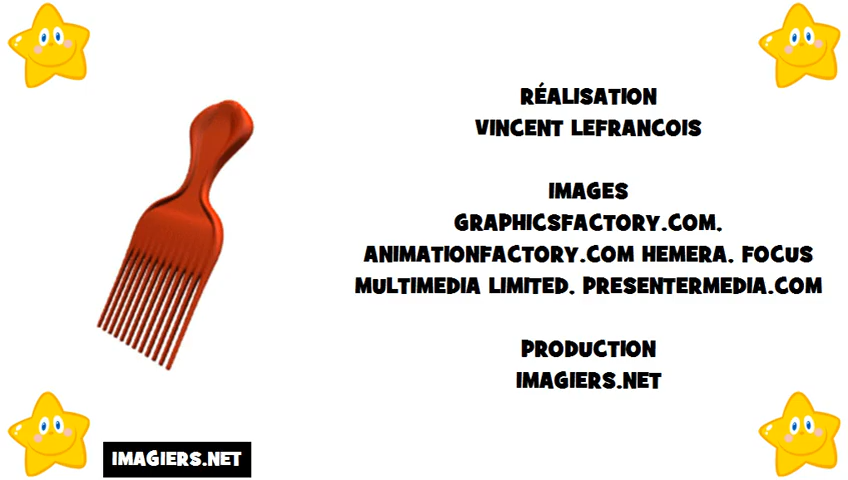 RÉALISATION
VINCENT LEFRANCOIS
IMAGES
GRAPHICSFACTORY.COM,
ANIMATIONFACTORY.COM HEMERA, FOCUS
MULTIMEDIA LIMITED, PRESENTERMEDIA.COM
PRODUCTION
IMAGIERS.NET
IMAGIERS.NET